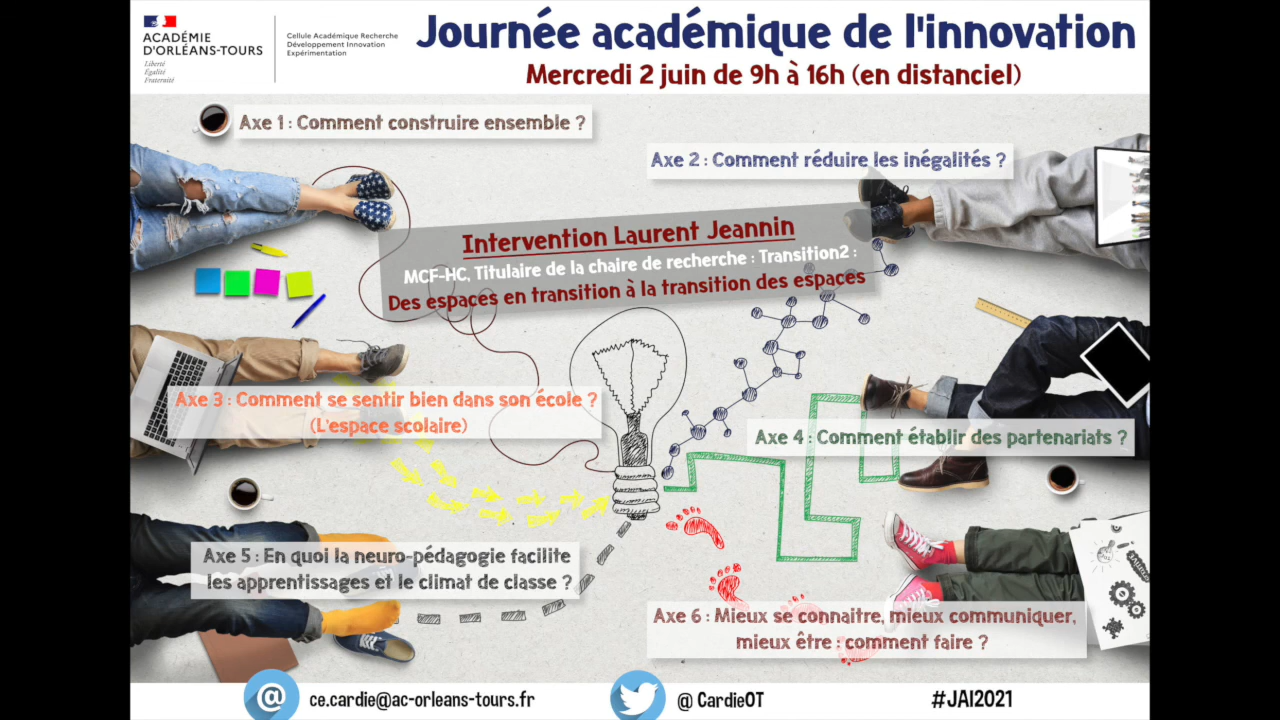 ACADÉMIE
D'ORLÉANS-TOURS
Liberté
Égalité
Fraternité
Cellule Académique Recherche
Développement Innovation
Expérimentation
Journée académique de l'innovation
Mercredi 2 juin de 9h à 16h (en distanciel)
Axe 1 : Comment construire ensemble ?
Axe 2 : Comment réduire les inégalités ?
Intervention Laurent Jeannin
MCF-HC, Titulaire de la chaire de recherche : Transition2 :
Des espaces en transition à la transition des espaces
Axe 3 : Comment se sentir bien dans son école ?
(L'espace scolaire)
Axe 4 : Comment établir des partenariats ?
Axe 5 : En quoi la neuro-pédagogie facilite
les apprentissages et le climat de classe ?
Axe 6 : Mieux se connaitre, mieux communiquer,
mieux être : comment faire ?
@ ce.cardie@ac-orleans-tours.fr
@ CardieOT
#JAI2021